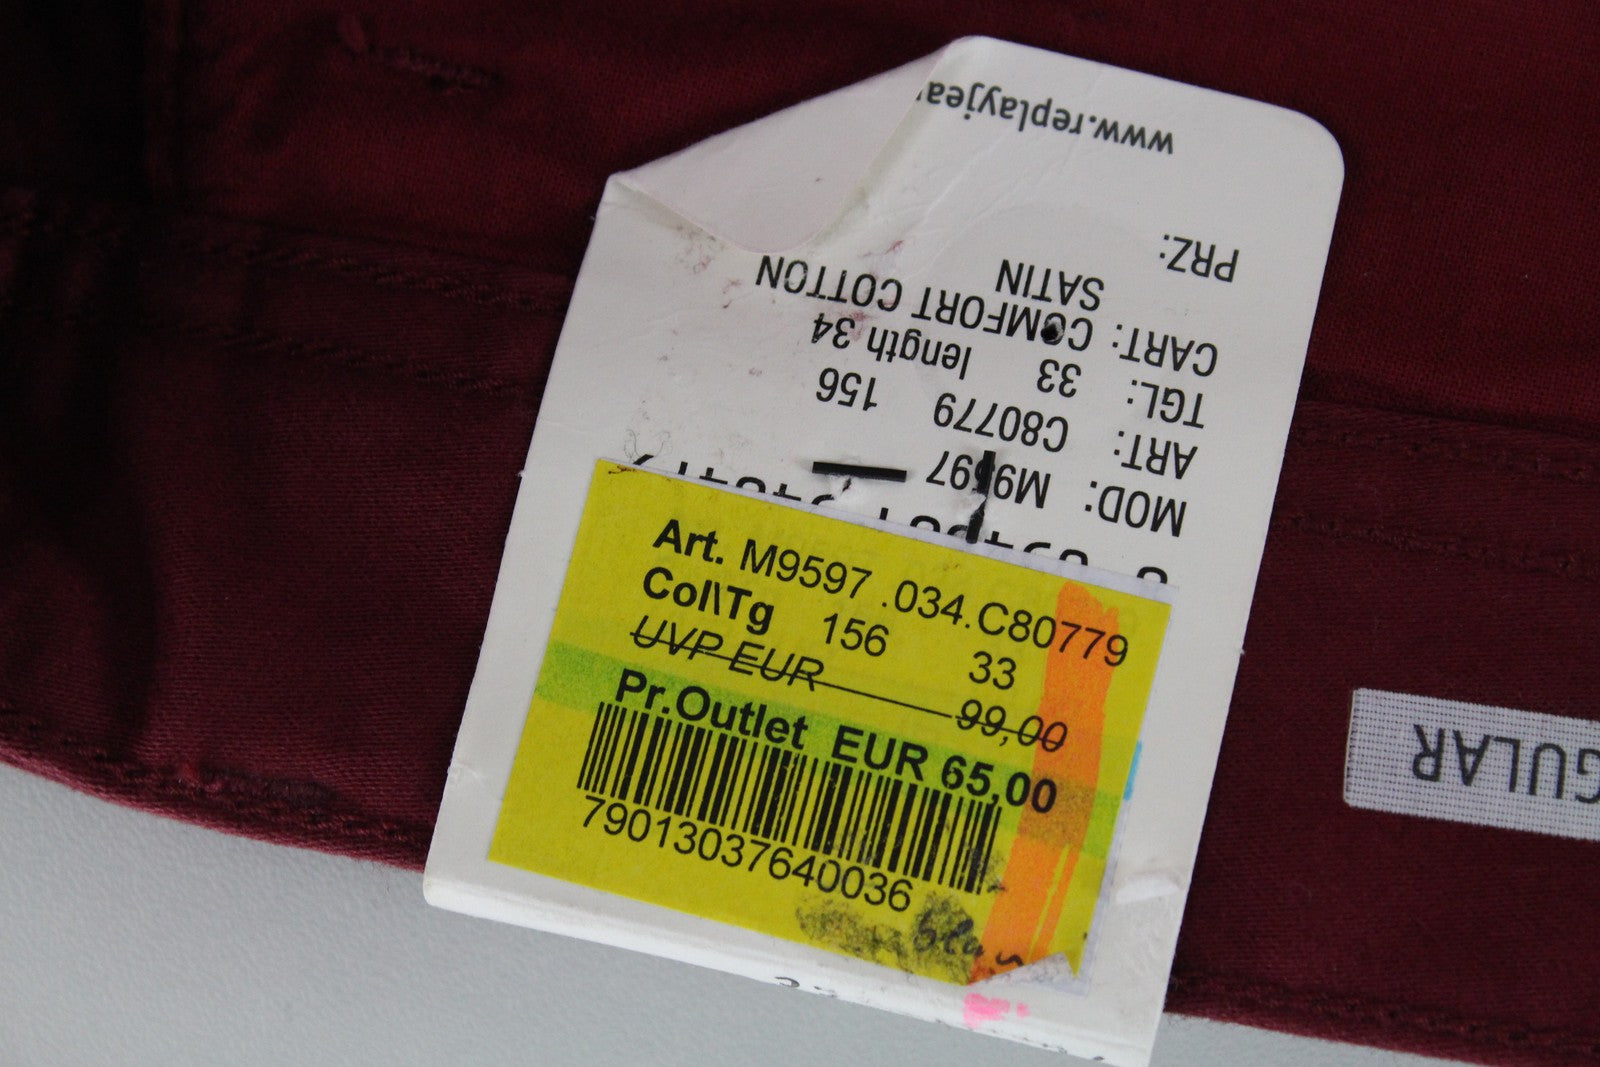 www.replayjea
PRZ:
SATIN
CART: COMFORT COTTON
TGL: 33 length 34
ART: C80779 156
MOD: M9597
Art. M9597 .034.C80779
Col\Tg 156 33
UVP EUR 99,00
Pr.Outlet EUR 65,00
79013037640036
GULAR